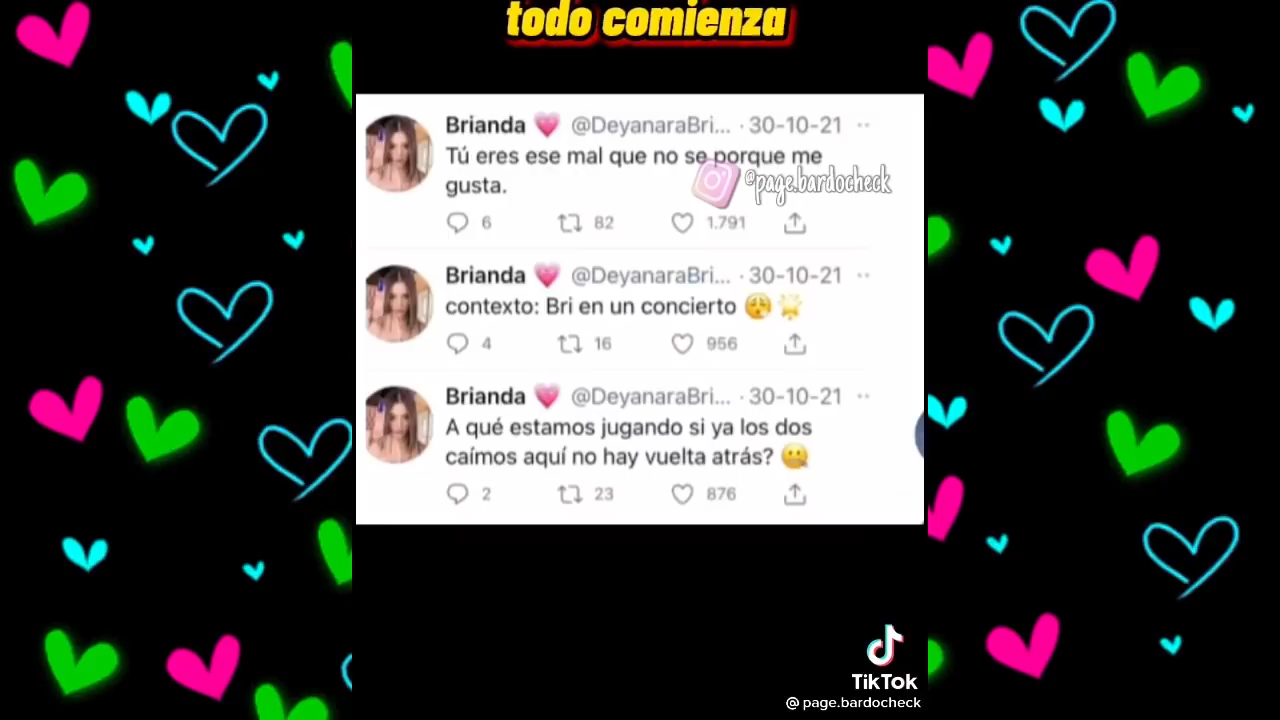 todo comienza
Brianda 💗 @DeyanaraBri... · 30-10-21 ··
Tú eres ese mal que no se porque me
gusta.
@page.bardocheck
6 82 1.791
Brianda 💗 @DeyanaraBri... · 30-10-21 ··
contexto: Bri en un concierto 😮‍💨 🌟
4 16 956
Brianda 💗 @DeyanaraBri... · 30-10-21 ··
A qué estamos jugando si ya los dos
caímos aquí no hay vuelta atrás? 🤐
2 23 876
TikTok
@page.bardocheck